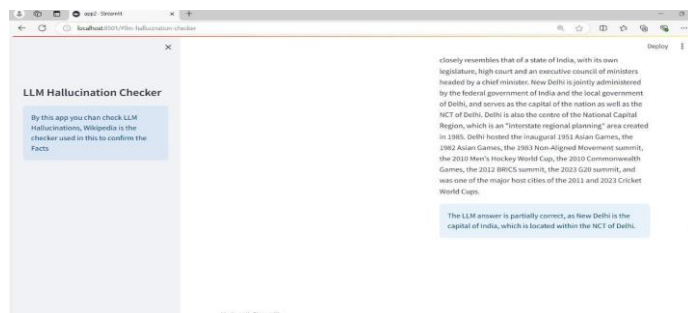 app2 · Streamlit
localhost:8501/#llm-hallucination-checker
Deploy
LLM Hallucination Checker
By this app you chan check LLM
Hallucinations, Wikipedia is the
checker used in this to confirm the
Facts
closely resembles that of a state of India, with its own
legislature, high court and an executive council of ministers
headed by a chief minister. New Delhi is jointly administered
by the federal government of India and the local government
of Delhi, and serves as the capital of the nation as well as the
NCT of Delhi. Delhi is also the centre of the National Capital
Region, which is an "interstate regional planning" area created
in 1985. Delhi hosted the inaugural 1951 Asian Games, the
1982 Asian Games, the 1983 Non-Aligned Movement summit,
the 2010 Men's Hockey World Cup, the 2010 Commonwealth
Games, the 2012 BRICS summit, the 2023 G20 summit, and
was one of the major host cities of the 2011 and 2023 Cricket
World Cups.
The LLM answer is partially correct, as New Delhi is the
capital of India, which is located within the NCT of Delhi.